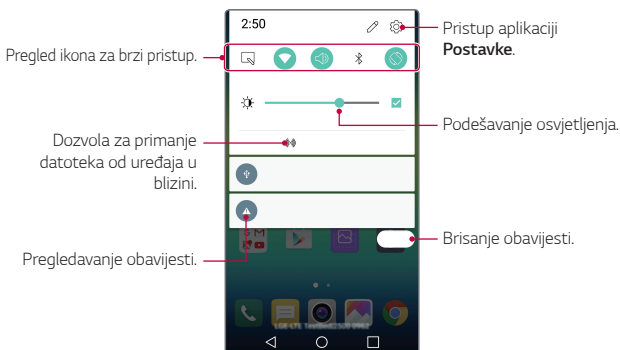 2:50
Pristup aplikaciji
Postavke.
Pregled ikona za brzi pristup.
Podešavanje osvjetljenja.
Dozvola za primanje
datoteka od uređaja u
blizini.
Brisanje obavijesti.
Pregledavanje obavijesti.